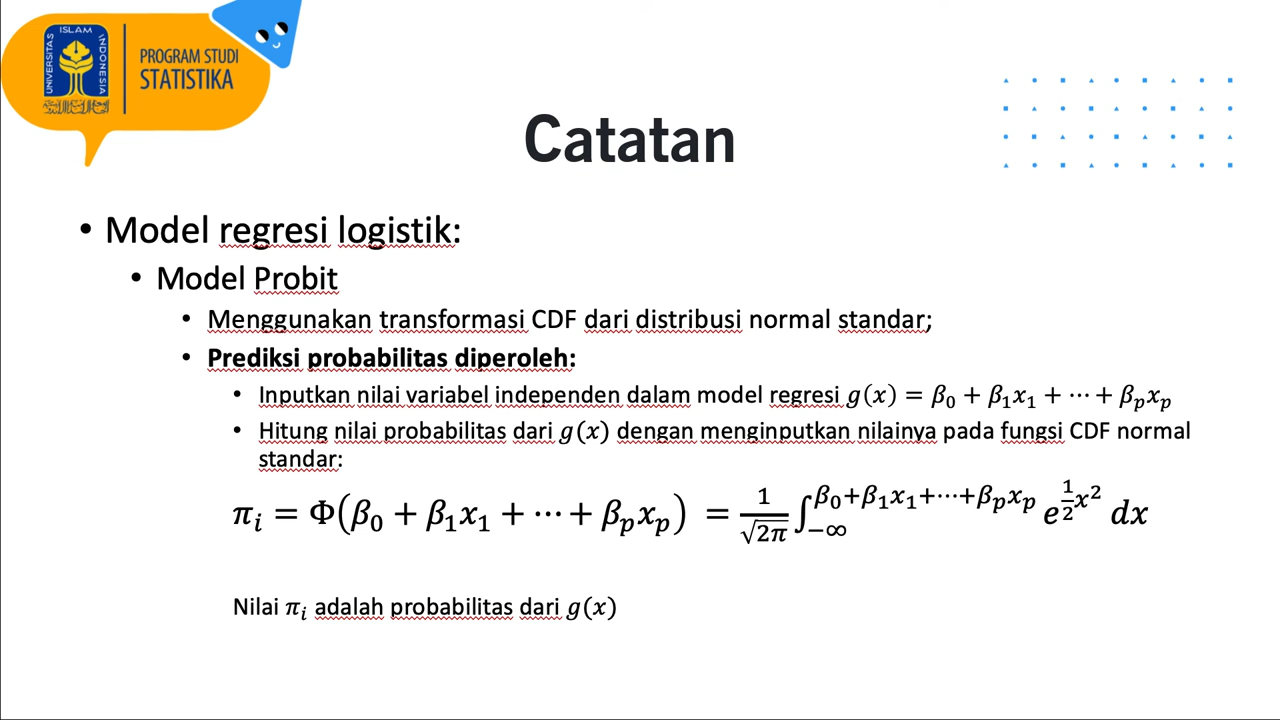 UNIVERSITAS ISLAM INDONESIA
PROGRAM STUDI
STATISTIKA
Catatan
• Model regresi logistik:
• Model Probit
• Menggunakan transformasi CDF dari distribusi normal standar;
• Prediksi probabilitas diperoleh:
• Inputkan nilai variabel independen dalam model regresi g(x) = β₀ + β₁x₁ + ⋯ + βₚxₚ
• Hitung nilai probabilitas dari g(x) dengan menginputkan nilainya pada fungsi CDF normal
standar:
πᵢ = Φ(β₀ + β₁x₁ + ⋯ + βₚxₚ) = 1/√2π ∫_{−∞}^{β₀+β₁x₁+⋯+βₚxₚ} e^{½x²} dx
Nilai πᵢ adalah probabilitas dari g(x)